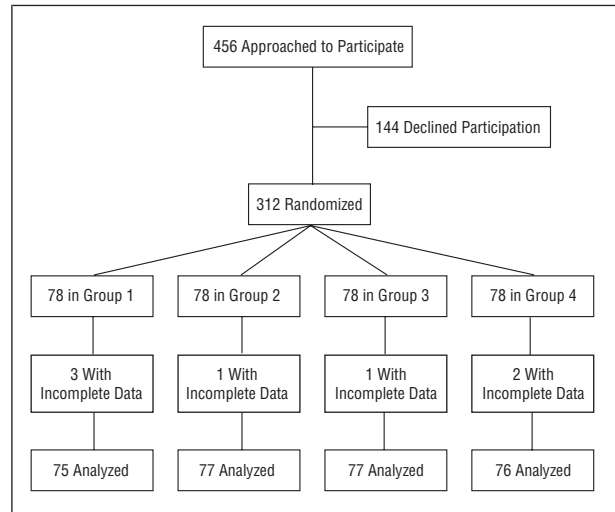 456 Approached to Participate
144 Declined Participation
312 Randomized
78 in Group 1
78 in Group 2
78 in Group 3
78 in Group 4
3 With
Incomplete Data
1 With
Incomplete Data
1 With
Incomplete Data
2 With
Incomplete Data
75 Analyzed
77 Analyzed
77 Analyzed
76 Analyzed